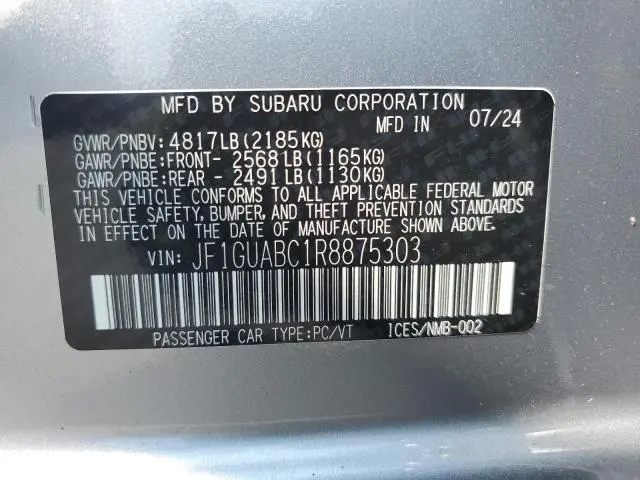 MFD BY SUBARU CORPORATION
MFD IN 07/24
GVWR/PNBV: 4817LB(2185KG)
GAWR/PNBE:FRONT- 2568LB(1165KG)
GAWR/PNBE:REAR - 2491LB(1130KG)
THIS VEHICLE CONFORMS TO ALL APPLICABLE FEDERAL MOTOR
VEHICLE SAFETY, BUMPER, AND THEFT PREVENTION STANDARDS
IN EFFECT ON THE DATE OF MANUFACTURE SHOWN ABOVE.
VIN: JF1GUABC1R8875303
PASSENGER CAR TYPE:PC/VT ICES/NMB-002